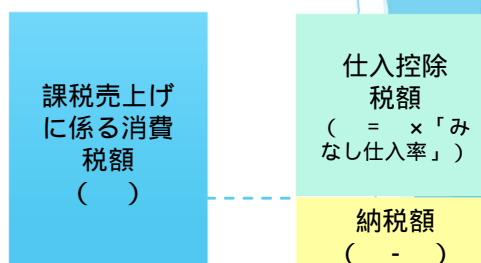 課税売上げ
に係る消費
税額
(　)
仕入控除
税額
(　=　×「み
なし仕入率」)
納税額
(　-　)